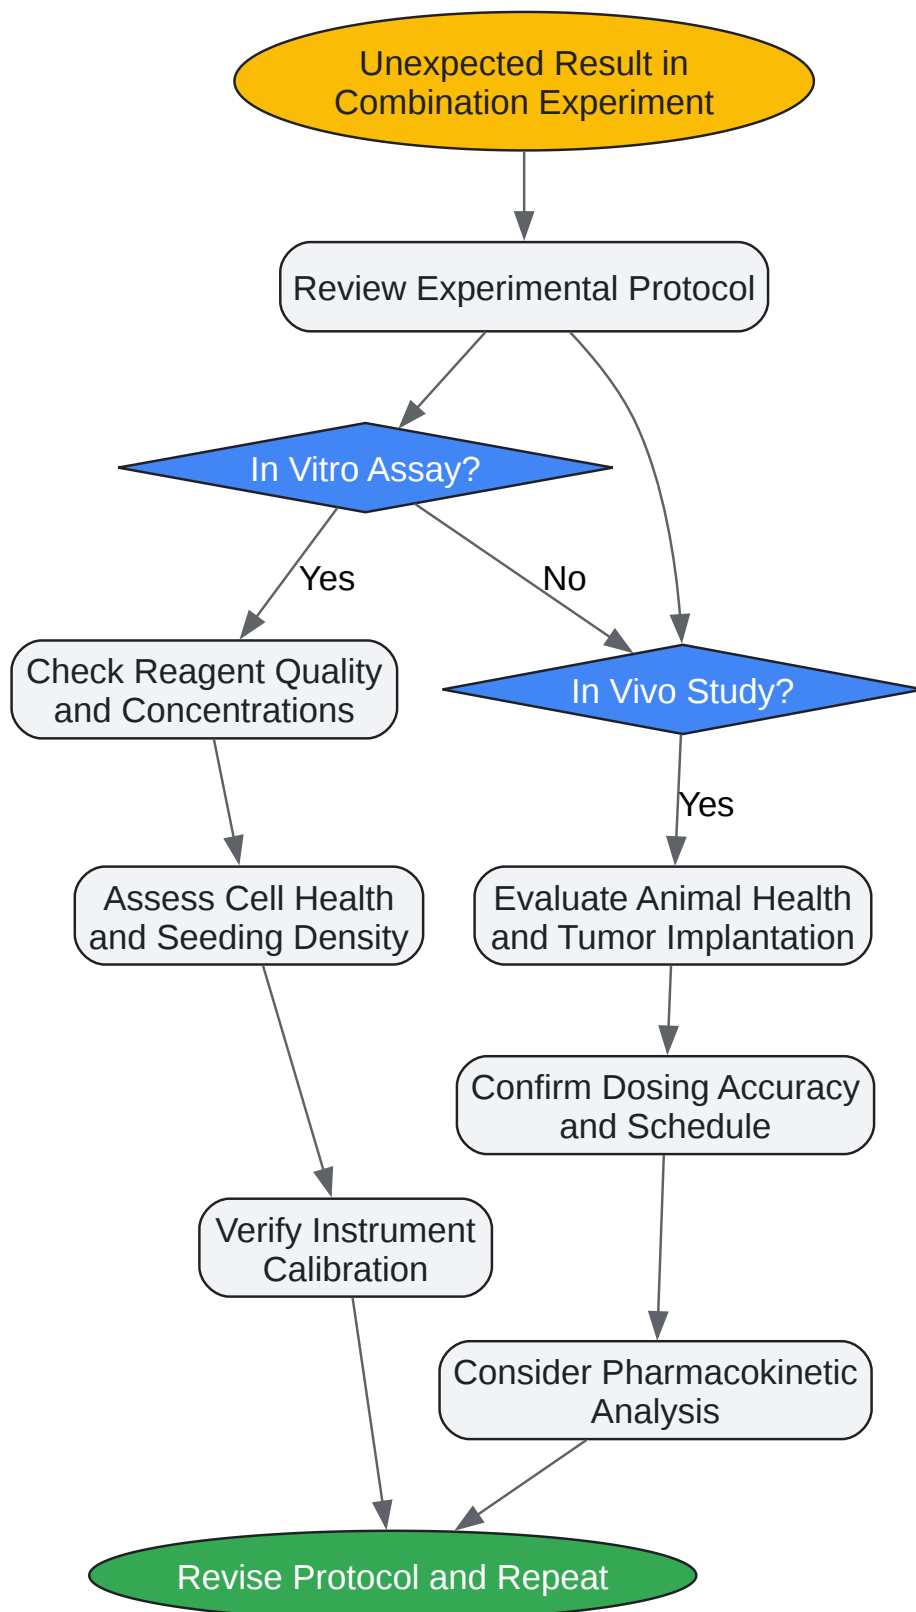 Unexpected Result in
Combination Experiment
Review Experimental Protocol
In Vitro Assay?
Yes
No
Check Reagent Quality
and Concentrations
In Vivo Study?
Yes
Assess Cell Health
and Seeding Density
Evaluate Animal Health
and Tumor Implantation
Confirm Dosing Accuracy
and Schedule
Verify Instrument
Calibration
Consider Pharmacokinetic
Analysis
Revise Protocol and Repeat